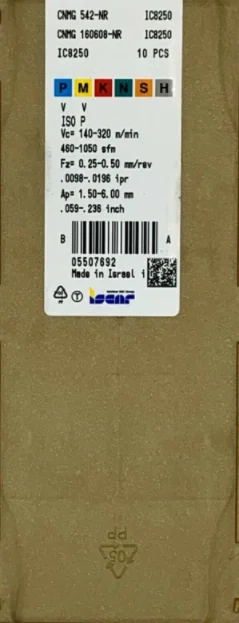 CNMG 542-NR IC8250
CNMG 160608-NR IC8250
IC8250 10 PCS
P M K N S H
V V
ISO P
Vc= 140-320 m/min
460-1050 sfm
Fz= 0.25-0.50 mm/rev
.0098-.0196 ipr
Ap= 1.50-6.00 mm
.059-.236 inch
B A
05507692
Made in Israel i
T iscar
05
PP